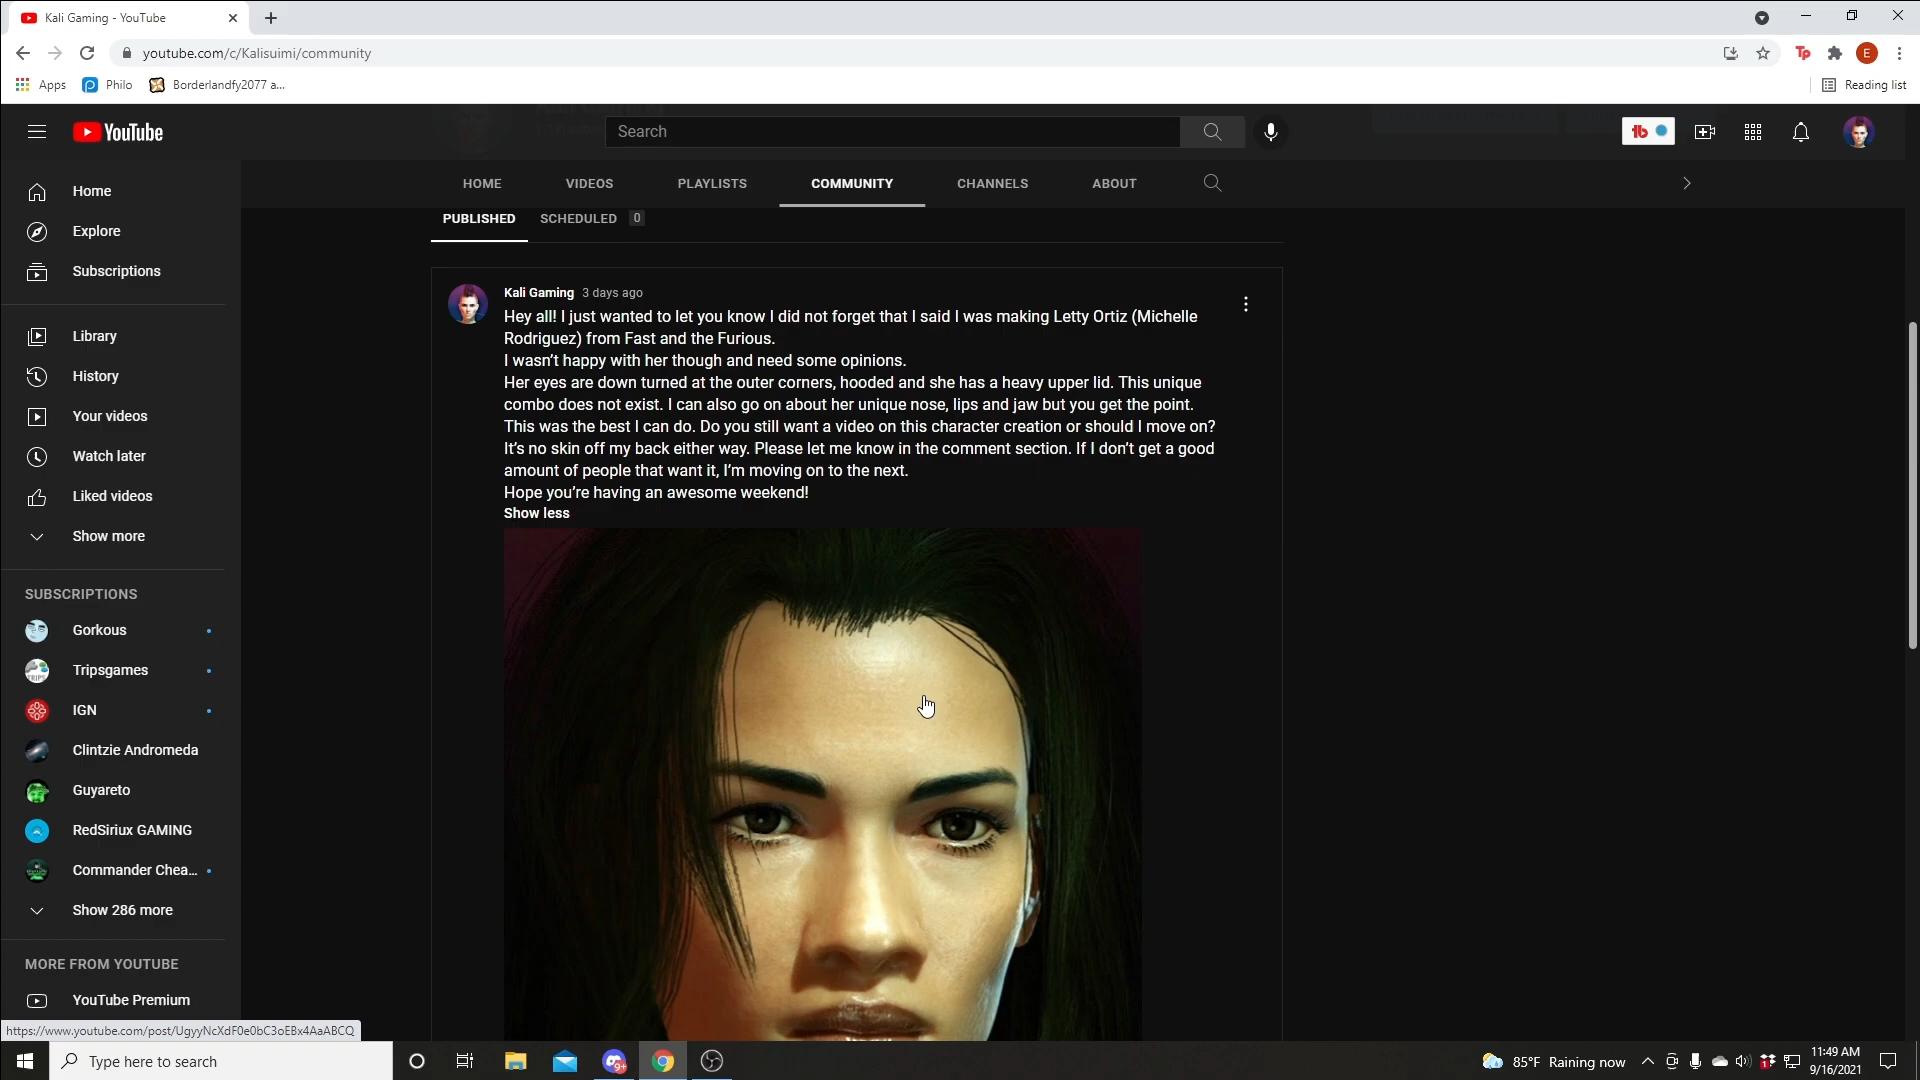 Kali Gaming - YouTube
youtube.com/c/Kalisuimi/community
Tp
E
Apps
Philo
Borderlandfy2077 a...
Reading list
YouTube
Search
tb
HOME
VIDEOS
PLAYLISTS
COMMUNITY
CHANNELS
ABOUT
PUBLISHED
SCHEDULED 0
Home
Explore
Subscriptions
Library
History
Your videos
Watch later
Liked videos
Show more
SUBSCRIPTIONS
Gorkous
Tripsgames
IGN
Clintzie Andromeda
Guyareto
RedSiriux GAMING
Commander Chea...
Show 286 more
MORE FROM YOUTUBE
YouTube Premium
Kali Gaming 3 days ago
Hey all! I just wanted to let you know I did not forget that I said I was making Letty Ortiz (Michelle
Rodriguez) from Fast and the Furious.
I wasn't happy with her though and need some opinions.
Her eyes are down turned at the outer corners, hooded and she has a heavy upper lid. This unique
combo does not exist. I can also go on about her unique nose, lips and jaw but you get the point.
This was the best I can do. Do you still want a video on this character creation or should I move on?
It's no skin off my back either way. Please let me know in the comment section. If I don't get a good
amount of people that want it, I'm moving on to the next.
Hope you're having an awesome weekend!
Show less
https://www.youtube.com/post/UgyyNcXdF0e0bC3oEBx4AaABCQ
Type here to search
9+
85°F Raining now
11:49 AM
9/16/2021